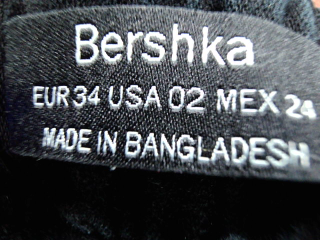 Bershka
EUR 34 USA 02 MEX 24
MADE IN BANGLADESH